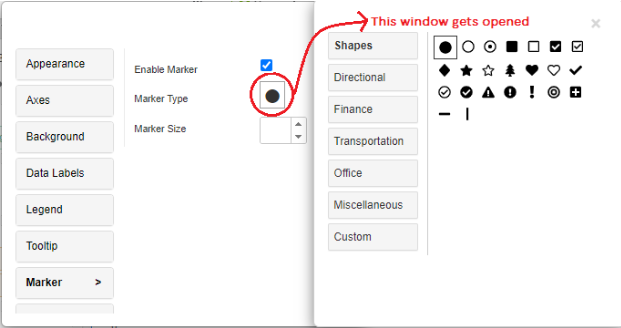 This window gets opened
×
Appearance
Axes
Background
Data Labels
Legend
Tooltip
Marker >
Enable Marker
Marker Type
Marker Size
Shapes
Directional
Finance
Transportation
Office
Miscellaneous
Custom